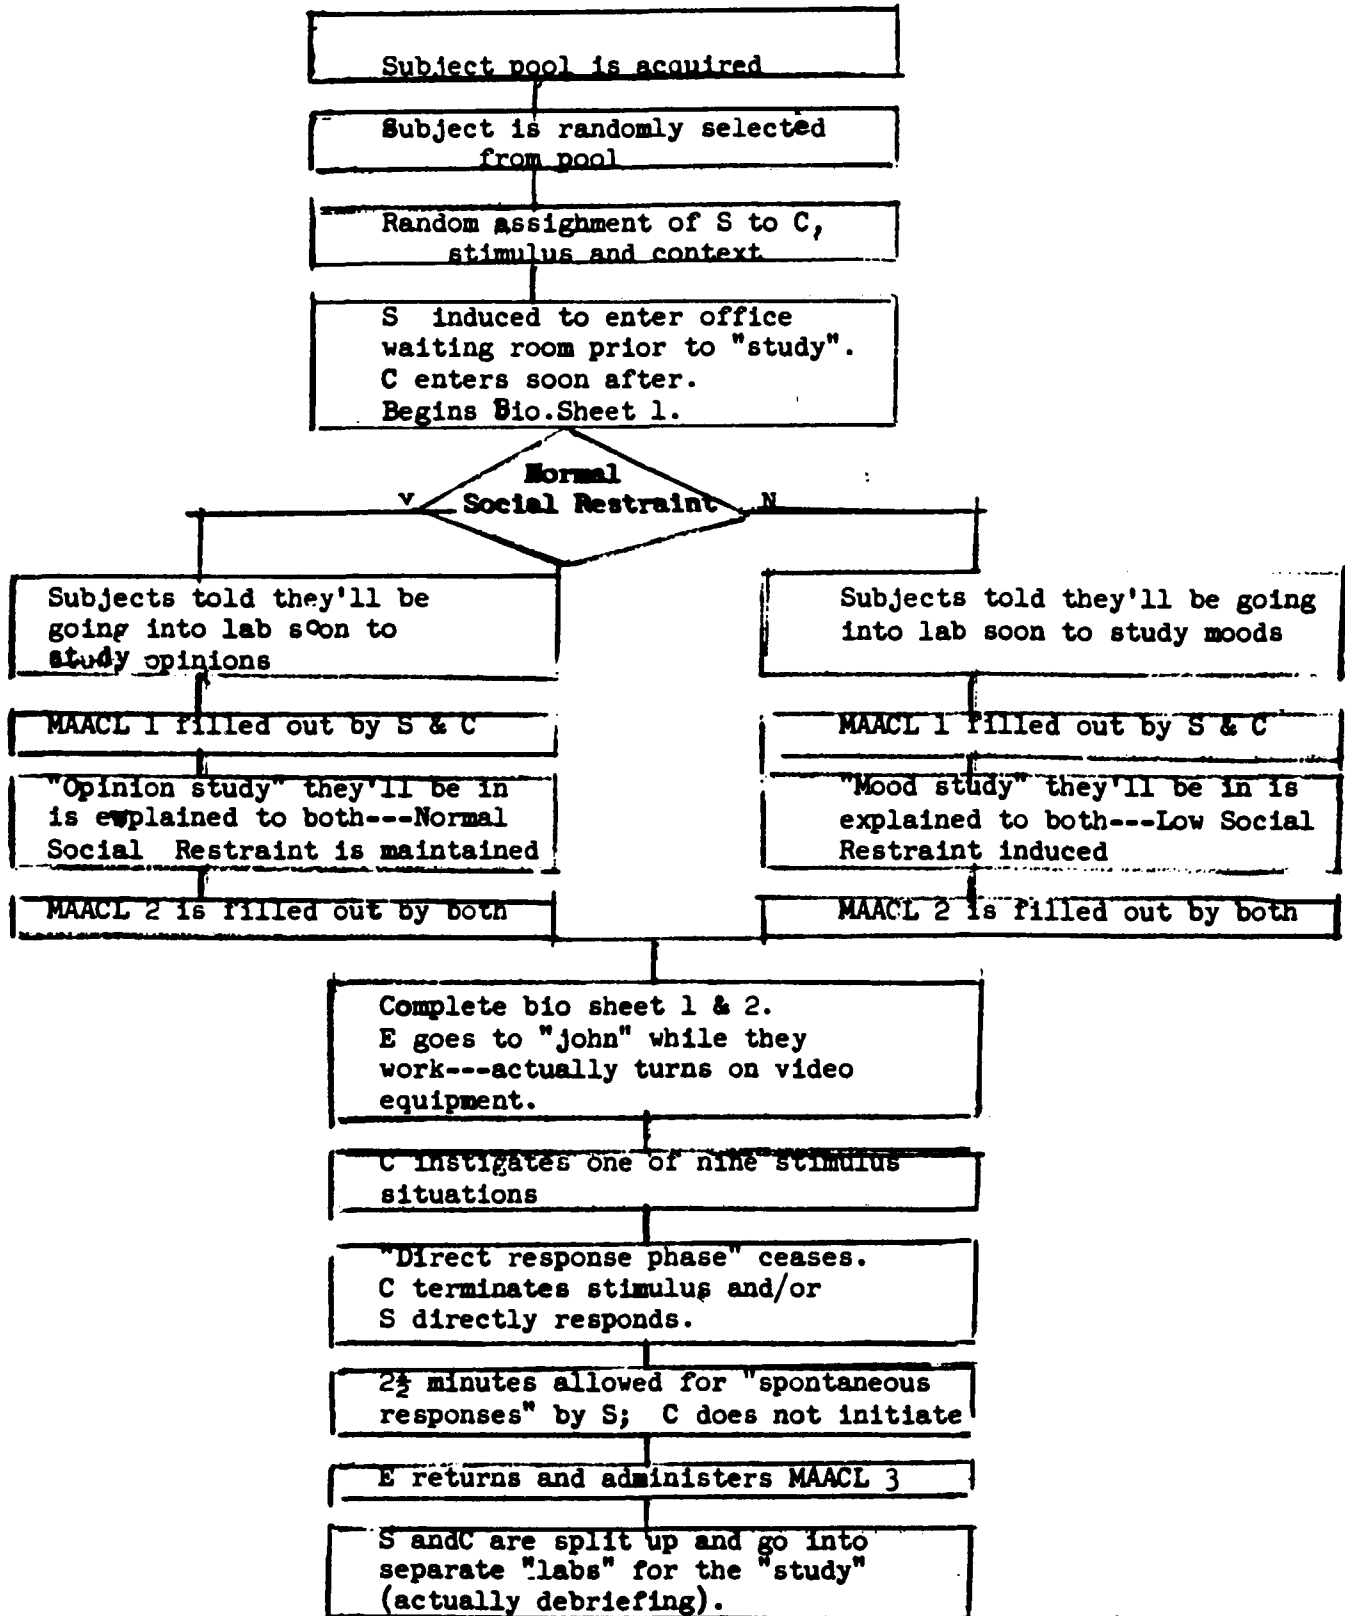 Subject pool is acquired
Subject is randomly selected
from pool
Random assighment of S to C,
stimulus and context
S induced to enter office
waiting room prior to "study".
C enters soon after.
Begins Bio.Sheet 1.
Normal
Social Restraint
Y
N
Subjects told they'll be
going into lab soon to
study opinions
MAACL 1 filled out by S & C
"Opinion study" they'll be in
is explained to both---Normal
Social Restraint is maintained
MAACL 2 is filled out by both
Subjects told they'll be going
into lab soon to study moods
MAACL 1 filled out by S & C
"Mood study" they'll be in is
explained to both---Low Social
Restraint induced
MAACL 2 is filled out by both
Complete bio sheet 1 & 2.
E goes to "john" while they
work---actually turns on video
equipment.
C instigates one of nine stimulus
situations
"Direct response phase" ceases.
C terminates stimulus and/or
S directly responds.
2½ minutes allowed for "spontaneous
responses" by S; C does not initiate
E returns and administers MAACL 3
S andC are split up and go into
separate "labs" for the "study"
(actually debriefing).